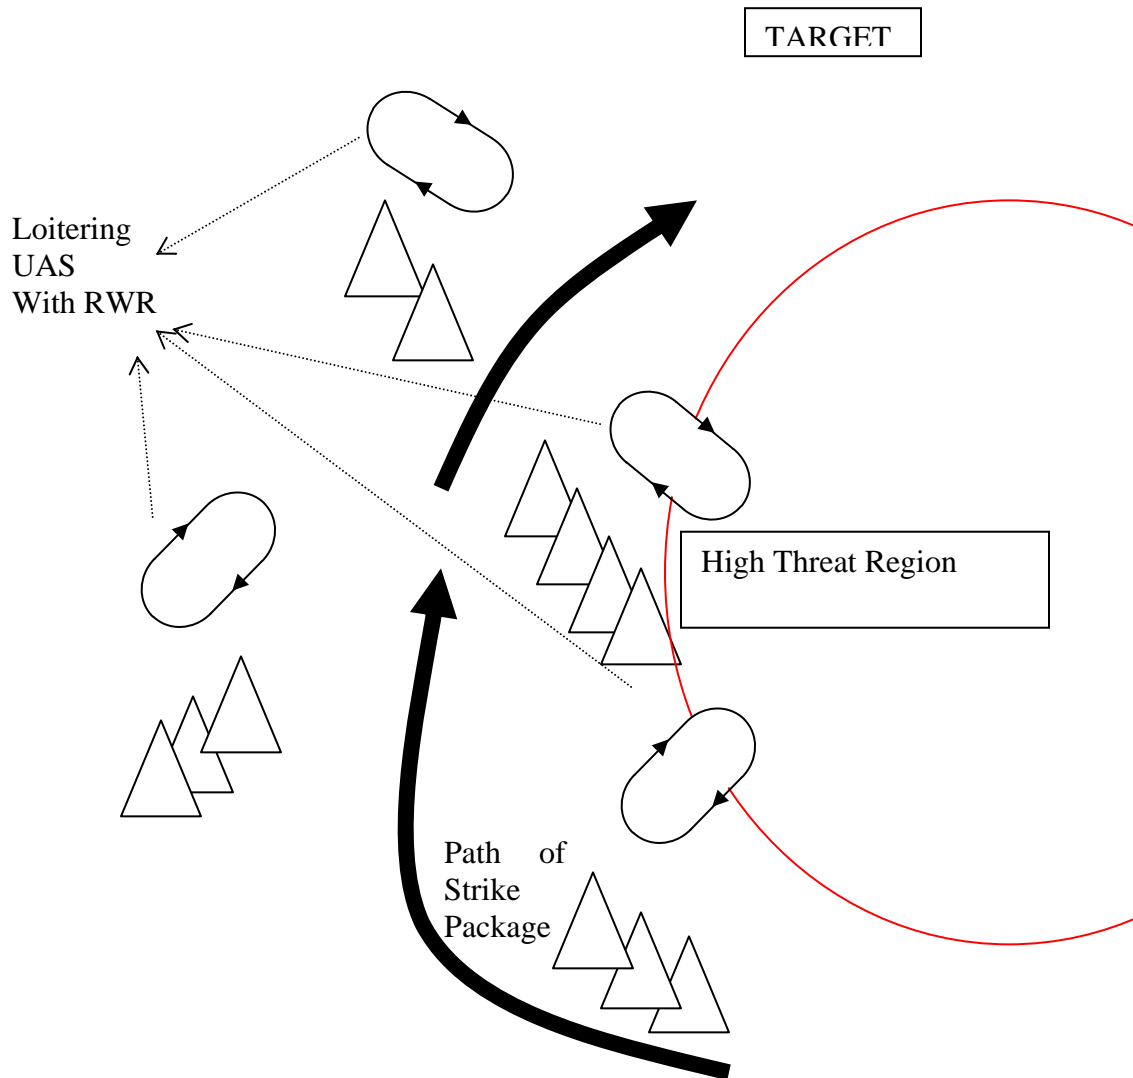 TARGET
Loitering
UAS
With RWR
High Threat Region
Path of
Strike
Package